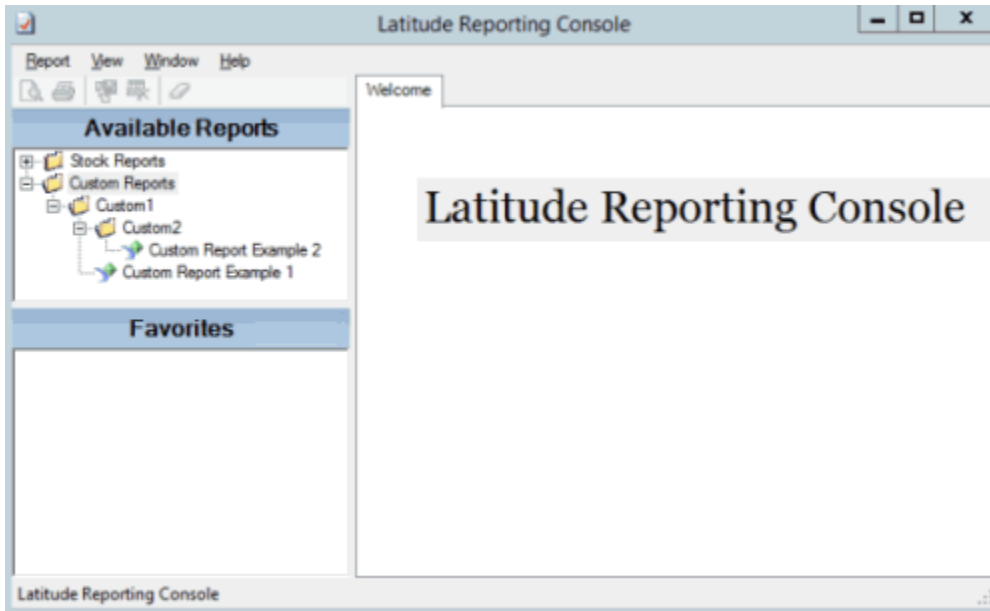 Latitude Reporting Console
Report View Window Help
Welcome
Available Reports
Stock Reports
Custom Reports
Custom1
Custom2
Custom Report Example 2
Custom Report Example 1
Favorites
Latitude Reporting Console
Latitude Reporting Console